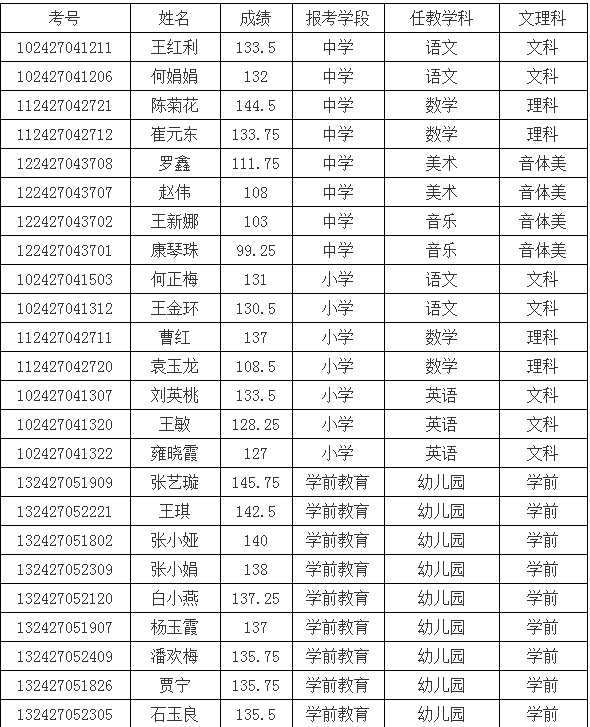 考号 姓名 成绩 报考学段 任教学科 文理科
102427041211 王红利 133.5 中学 语文 文科
102427041206 何娟娟 132 中学 语文 文科
112427042721 陈菊花 144.5 中学 数学 理科
112427042712 崔元东 133.75 中学 数学 理科
122427043708 罗鑫 111.75 中学 美术 音体美
122427043707 赵伟 108 中学 美术 音体美
122427043702 王新娜 103 中学 音乐 音体美
122427043701 康琴珠 99.25 中学 音乐 音体美
102427041503 何正梅 131 小学 语文 文科
102427041312 王金环 130.5 小学 语文 文科
112427042711 曹红 137 小学 数学 理科
112427042720 袁玉龙 108.5 小学 数学 理科
102427041307 刘英桃 133.5 小学 英语 文科
102427041320 王敏 128.25 小学 英语 文科
102427041322 雍晓霞 127 小学 英语 文科
132427051909 张艺璇 145.75 学前教育 幼儿园 学前
132427052221 王琪 142.5 学前教育 幼儿园 学前
132427051802 张小娅 140 学前教育 幼儿园 学前
132427052309 张小娟 138 学前教育 幼儿园 学前
132427052120 白小燕 137.25 学前教育 幼儿园 学前
132427051907 杨玉霞 137 学前教育 幼儿园 学前
132427052409 潘欢梅 135.75 学前教育 幼儿园 学前
132427051826 贾宁 135.75 学前教育 幼儿园 学前
132427052305 石玉良 135.5 学前教育 幼儿园 学前